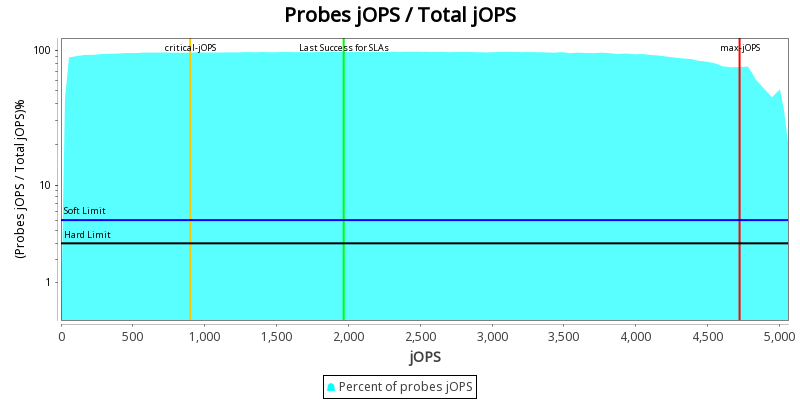 Probes jOPS / Total jOPS
(Probes jOPS / Total jOPS)%
100
10
1
critical-jOPS
Last Success for SLAs
max-jOPS
Soft Limit
Hard Limit
0
500
1,000
1,500
2,000
2,500
3,000
3,500
4,000
4,500
5,000
jOPS
Percent of probes jOPS